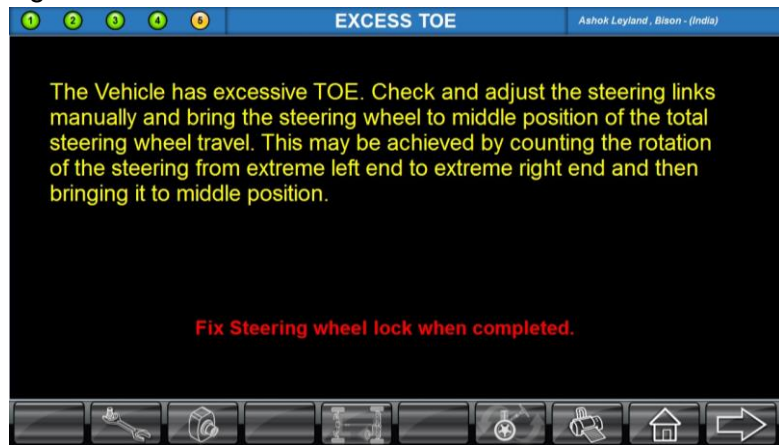 1 2 3 4 5 EXCESS TOE Ashok Leyland , Bison - (India)
The Vehicle has excessive TOE. Check and adjust the steering links
manually and bring the steering wheel to middle position of the total
steering wheel travel. This may be achieved by counting the rotation
of the steering from extreme left end to extreme right end and then
bringing it to middle position.
Fix Steering wheel lock when completed.